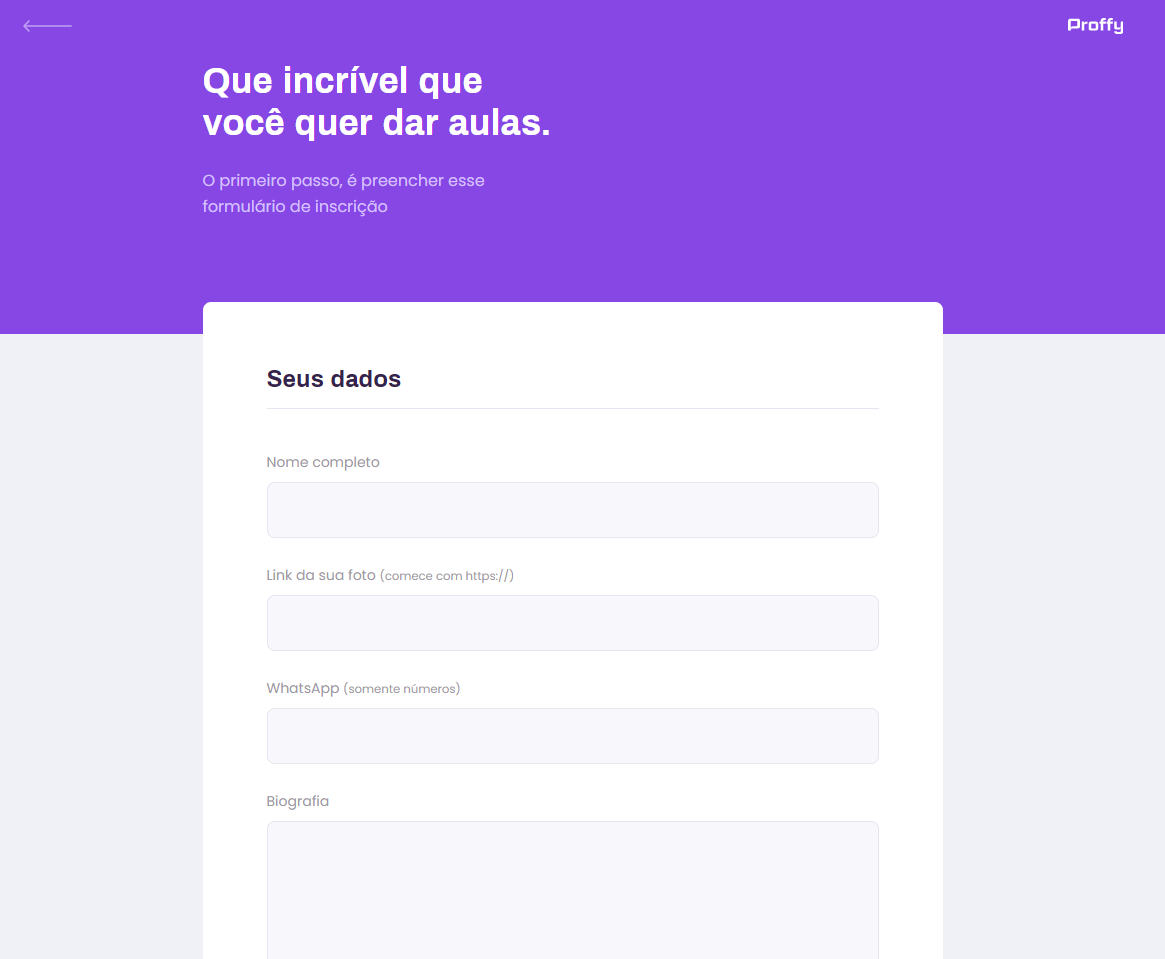 Proffy
Que incrível que
você quer dar aulas.
O primeiro passo, é preencher esse
formulário de inscrição
Seus dados
Nome completo
Link da sua foto (comece com https://)
WhatsApp (somente números)
Biografia